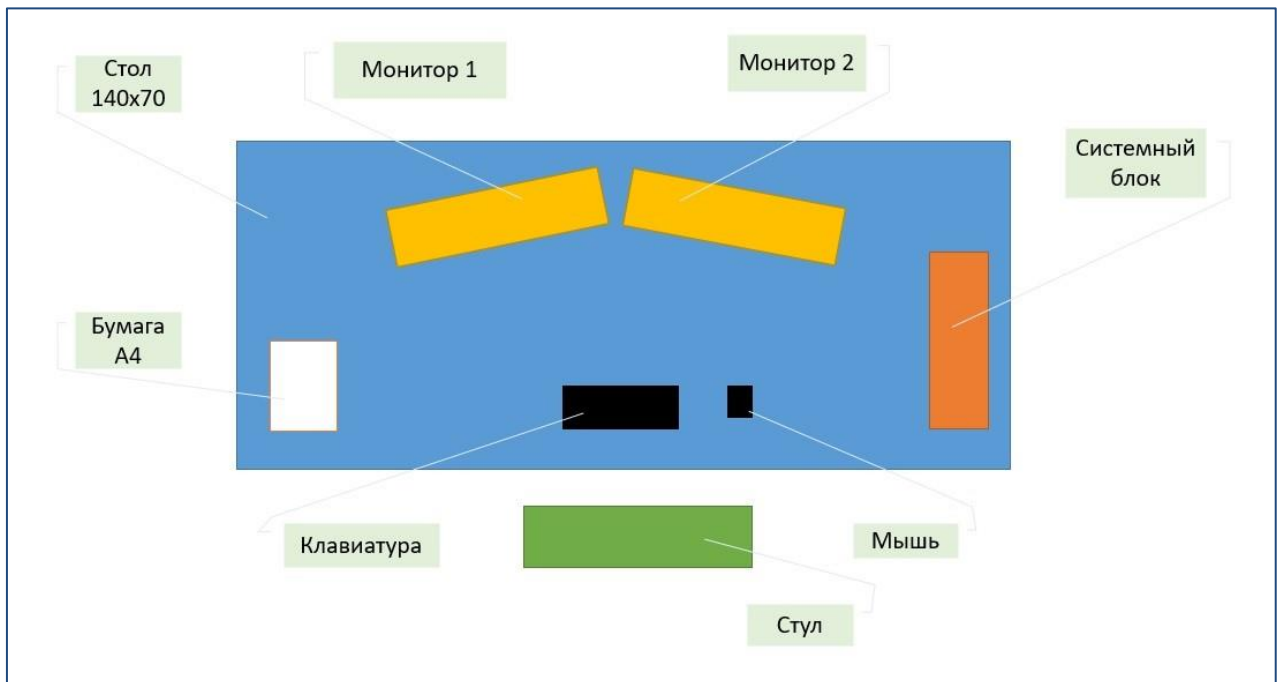 Стол
140х70
Монитор 1
Монитор 2
Системный
блок
Бумага
А4
Клавиатура
Мышь
Стул